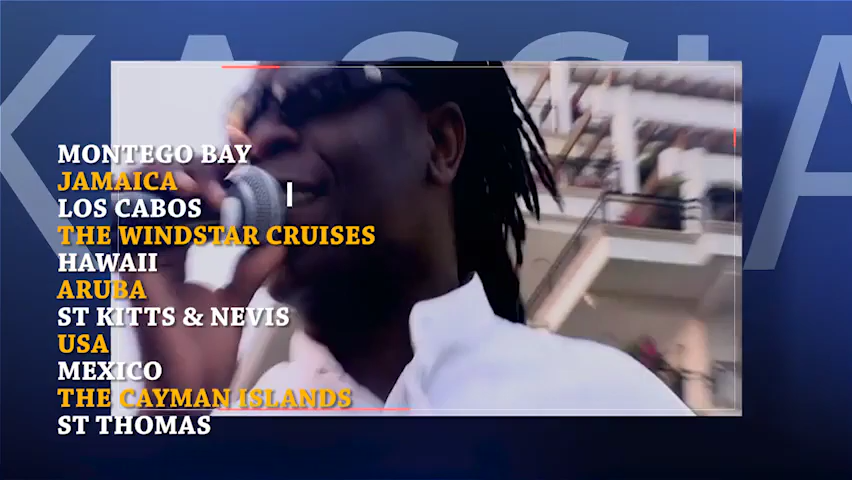 KASSIA
MONTEGO BAY
JAMAICA
LOS CABOS
THE WINDSTAR CRUISES
HAWAII
ARUBA
ST KITTS & NEVIS
USA
MEXICO
THE CAYMAN ISLANDS
ST THOMAS